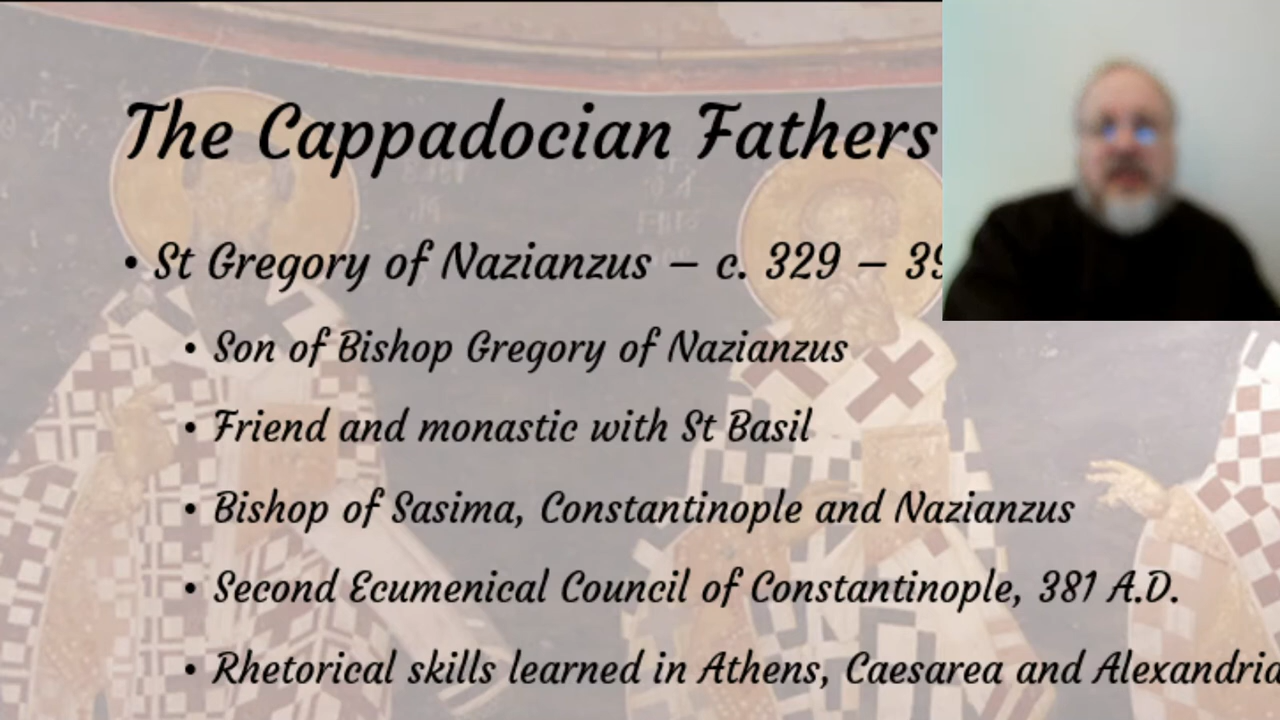 The Cappadocian Fathers
• St Gregory of Nazianzus – c. 329 –
• Son of Bishop Gregory of Nazianzus
• Friend and monastic with St Basil
• Bishop of Sasima, Constantinople and Nazianzus
• Second Ecumenical Council of Constantinople, 381 A.D.
• Rhetorical skills learned in Athens, Caesarea and Alexandria